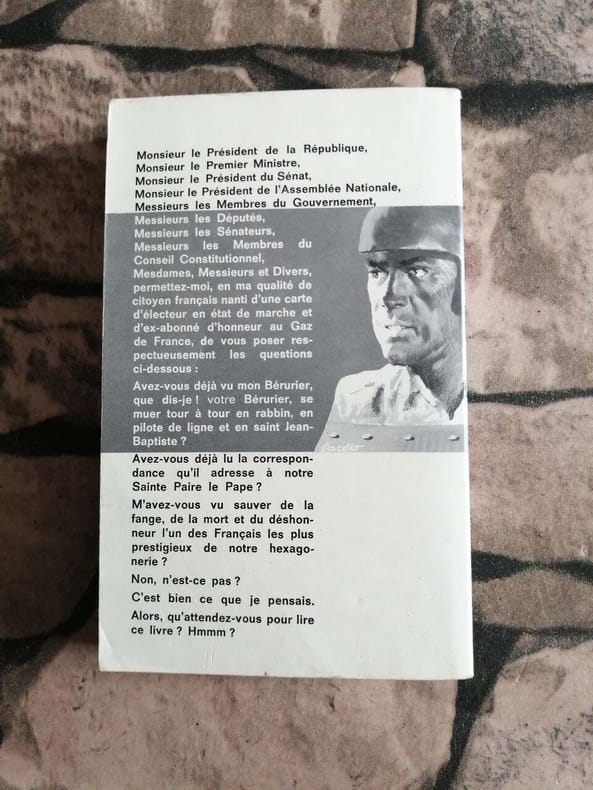 Monsieur le Président de la République,
Monsieur le Premier Ministre,
Monsieur le Président du Sénat,
Monsieur le Président de l'Assemblée Nationale,
Messieurs les Membres du Gouvernement,
Messieurs les Députés,
Messieurs les Sénateurs,
Messieurs les Membres du
Conseil Constitutionnel,
Mesdames, Messieurs et Divers,
permettez-moi, en ma qualité de
citoyen français nanti d'une carte
d'électeur en état de marche et
d'ex-abonné d'honneur au Gaz
de France, de vous poser res-
pectueusement les questions
ci-dessous :
Avez-vous déjà vu mon Bérurier,
que dis-je ! votre Bérurier, se
muer tour à tour en rabbin, en
pilote de ligne et en saint Jean-
Baptiste ?
Avez-vous déjà lu la correspon-
dance qu'il adresse à notre
Sainte Paire le Pape ?
M'avez-vous vu sauver de la
fange, de la mort et du déshon-
neur l'un des Français les plus
prestigieux de notre hexago-
nerie ?
Non, n'est-ce pas ?
C'est bien ce que je pensais.
Alors, qu'attendez-vous pour lire
ce livre ? Hmmm ?